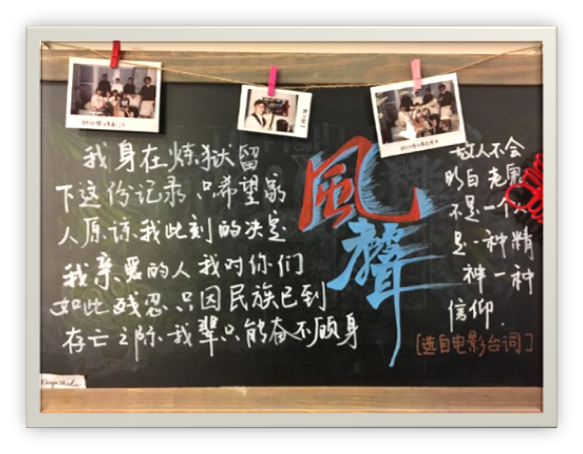 我身在炼狱留
下这份记录只希望家
人原谅我此刻的决定
我亲爱的人我对你们
如此残忍只因民族已到
存亡之际我辈只能奋不顾身
風
聲
敌人不会
明白老鬼
不是一个人
是一种精
神一种
信仰.
[选自电影台词]